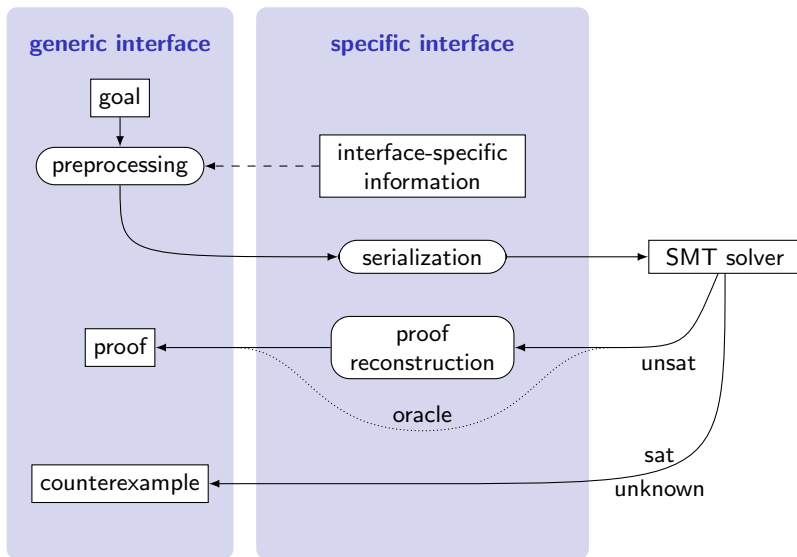 generic interface
specific interface
goal
preprocessing
interface-specific
information
serialization
SMT solver
proof
proof
reconstruction
unsat
oracle
sat
counterexample
unknown